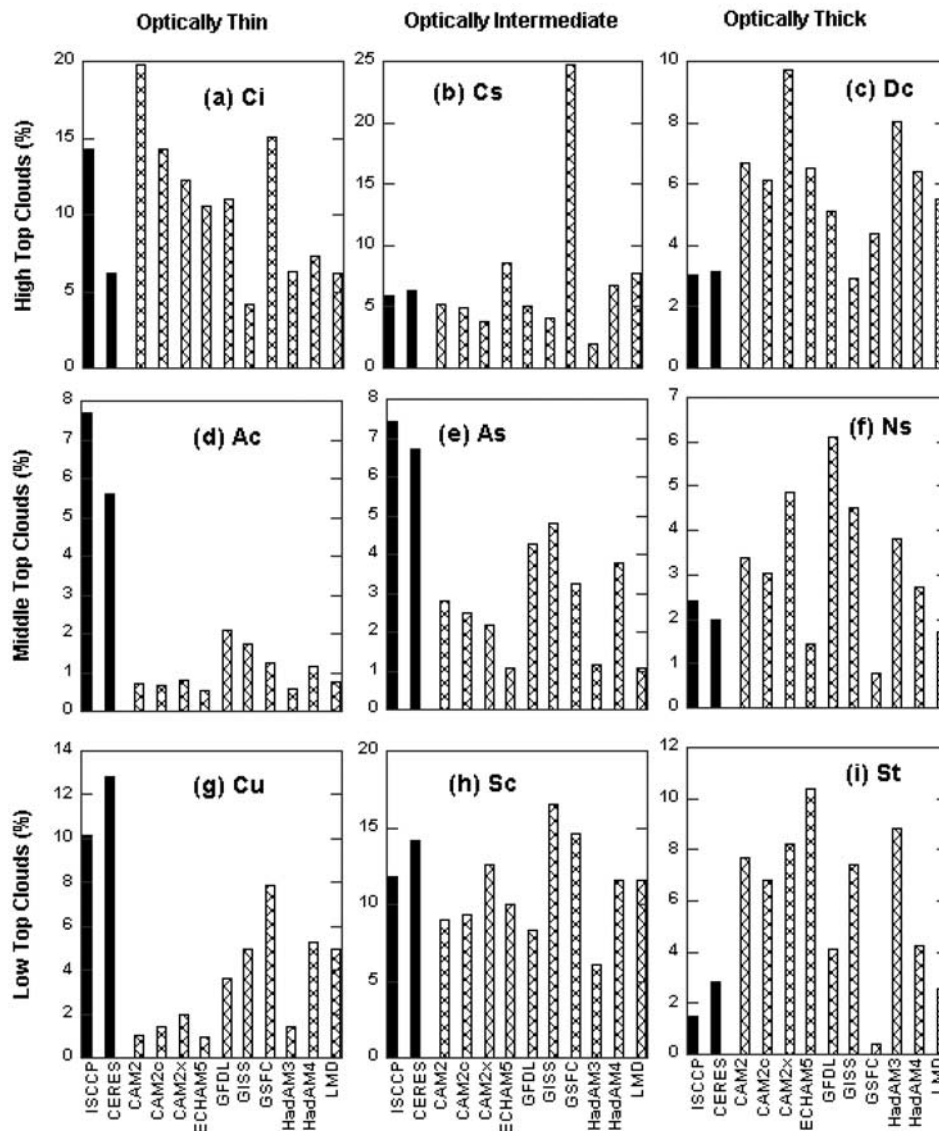 Optically Thin
Optically Intermediate
Optically Thick
High Top Clouds (%)
20
15
10
5
0
(a) Ci
25
20
15
10
5
0
(b) Cs
10
8
6
4
2
0
(c) Dc
Middle Top Clouds (%)
8
7
6
5
4
3
2
1
0
(d) Ac
8
7
6
5
4
3
2
1
0
(e) As
7
6
5
4
3
2
1
0
(f) Ns
Low Top Clouds (%)
14
12
10
8
6
4
2
0
(g) Cu
20
15
10
5
0
(h) Sc
12
10
8
6
4
2
0
(i) St
ISCCP
CERES
CAM2
CAM2c
CAM2x
ECHAM5
GFDL
GISS
GSFC
HadAM3
HadAM4
LMD
ISCCP
CERES
CAM2
CAM2c
CAM2x
ECHAM5
GFDL
GISS
GSFC
HadAM3
HadAM4
LMD
ISCCP
CERES
CAM2
CAM2c
CAM2x
ECHAM5
GFDL
GISS
GSFC
HadAM3
HadAM4
LMD